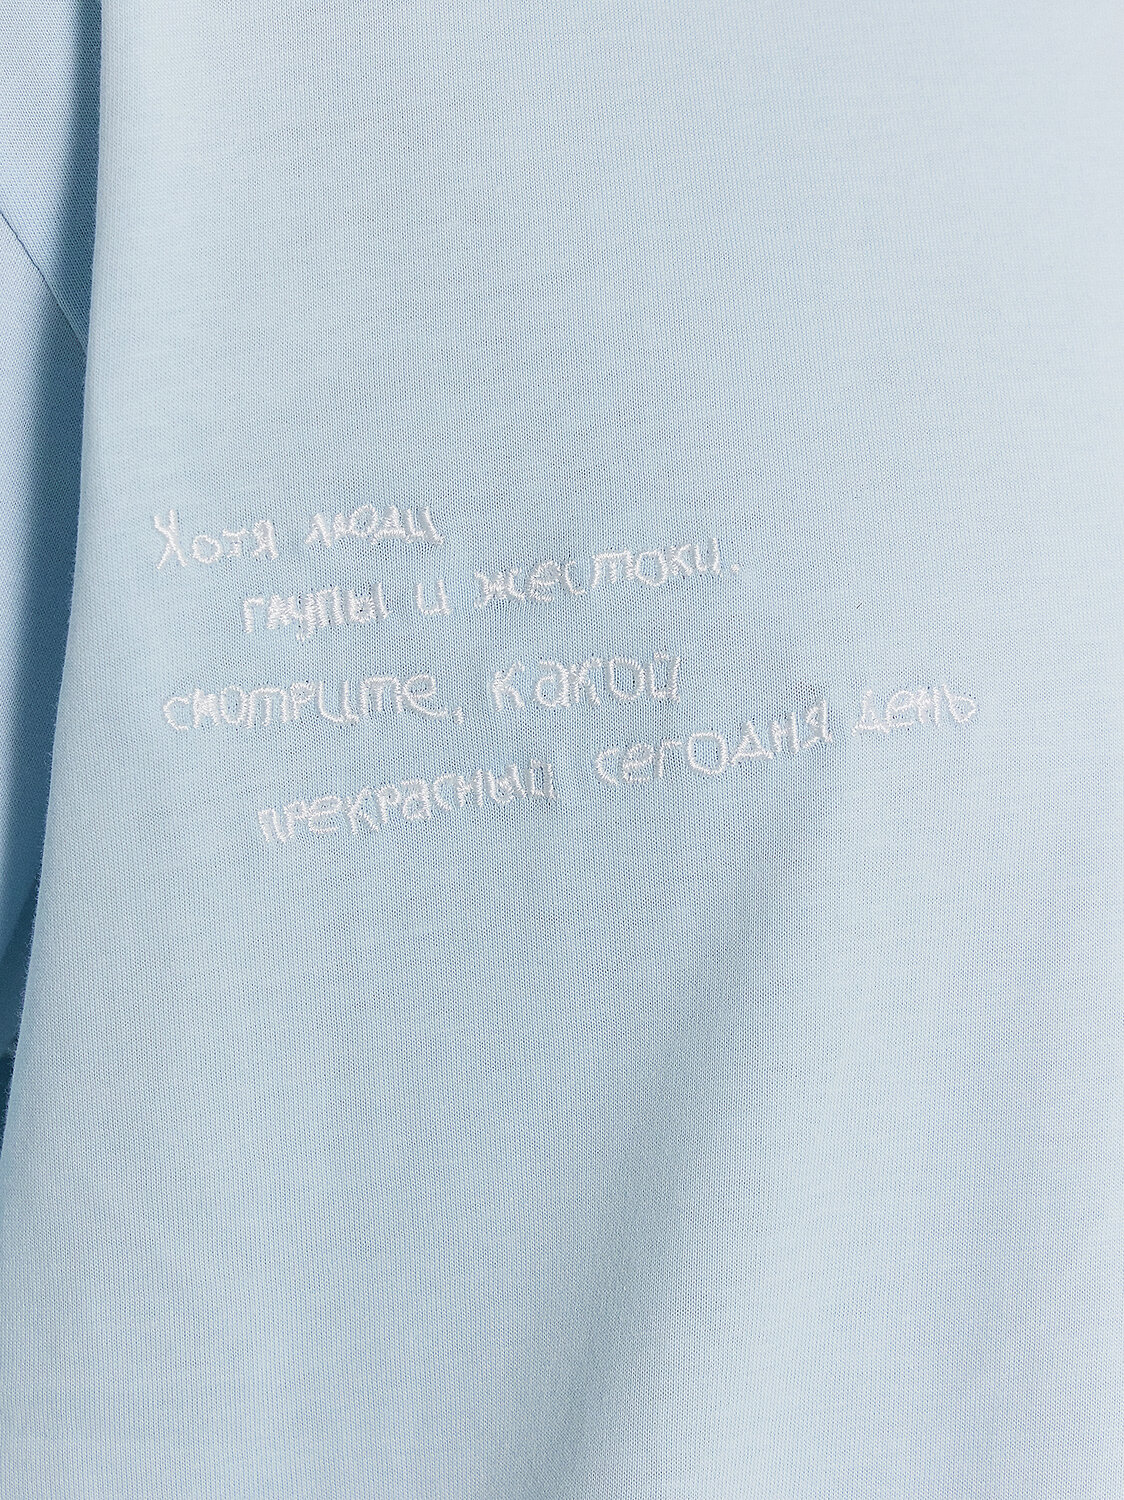 Хотя люди
глупы и жестоки.
смотрите, какой
прекрасный сегодня день